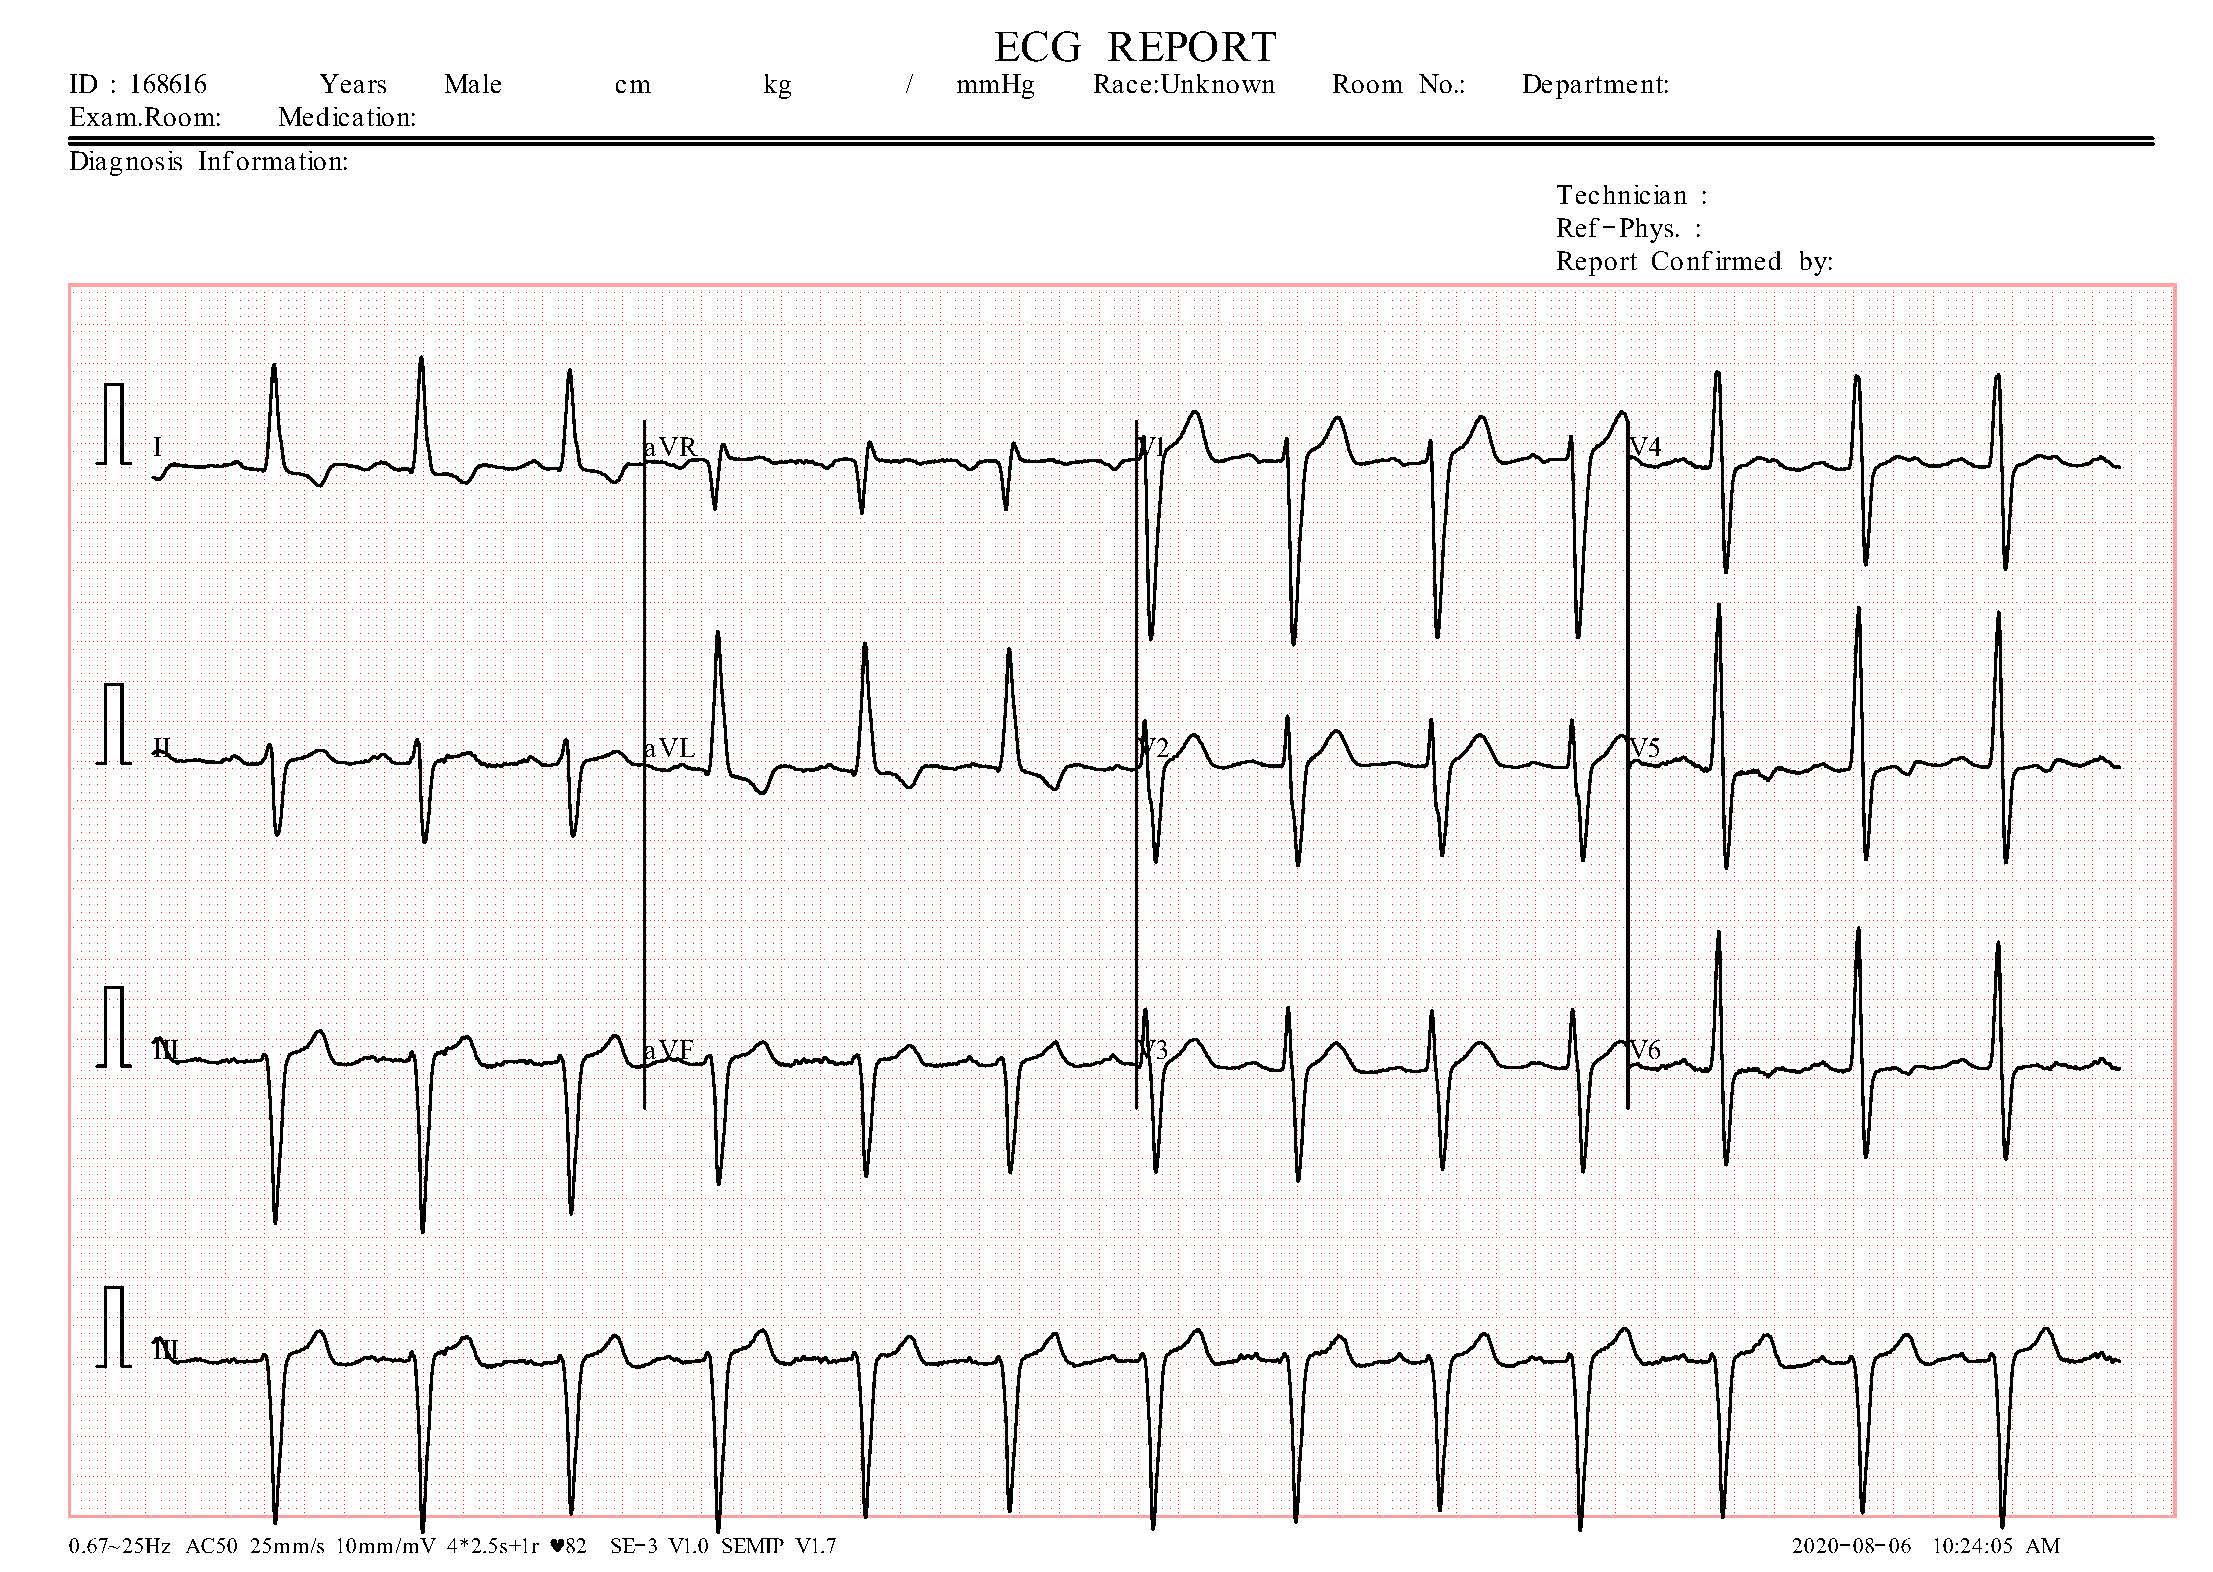 ECG REPORT
ID : 168616 Years Male cm kg / mmHg Race:Unknown Room No.: Department:
Exam.Room: Medication:
Diagnosis Information:
Technician :
Ref-Phys. :
Report Confirmed by:
I aVR V1 V4
II aVL V2 V5
III aVF V3 V6
III
0.67~25Hz AC50 25mm/s 10mm/mV 4*2.5s+1r ♥82 SE-3 V1.0 SEMIP V1.7 2020-08-06 10:24:05 AM